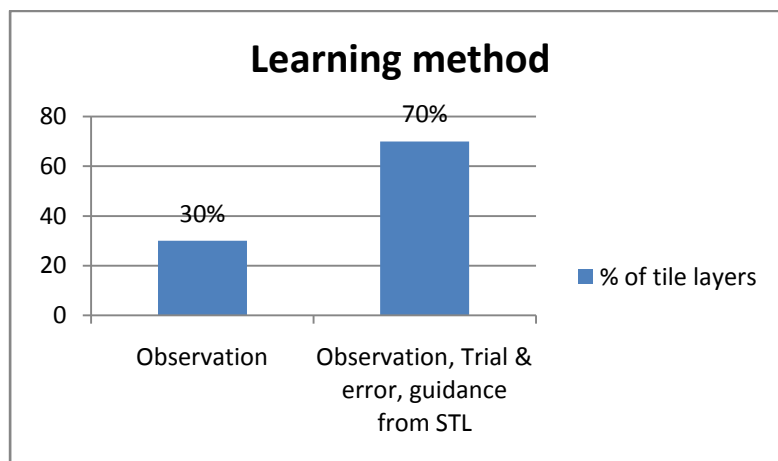 Learning method
80
60
40
20
0
30%
70%
Observation
Observation, Trial &
error, guidance
from STL
% of tile layers